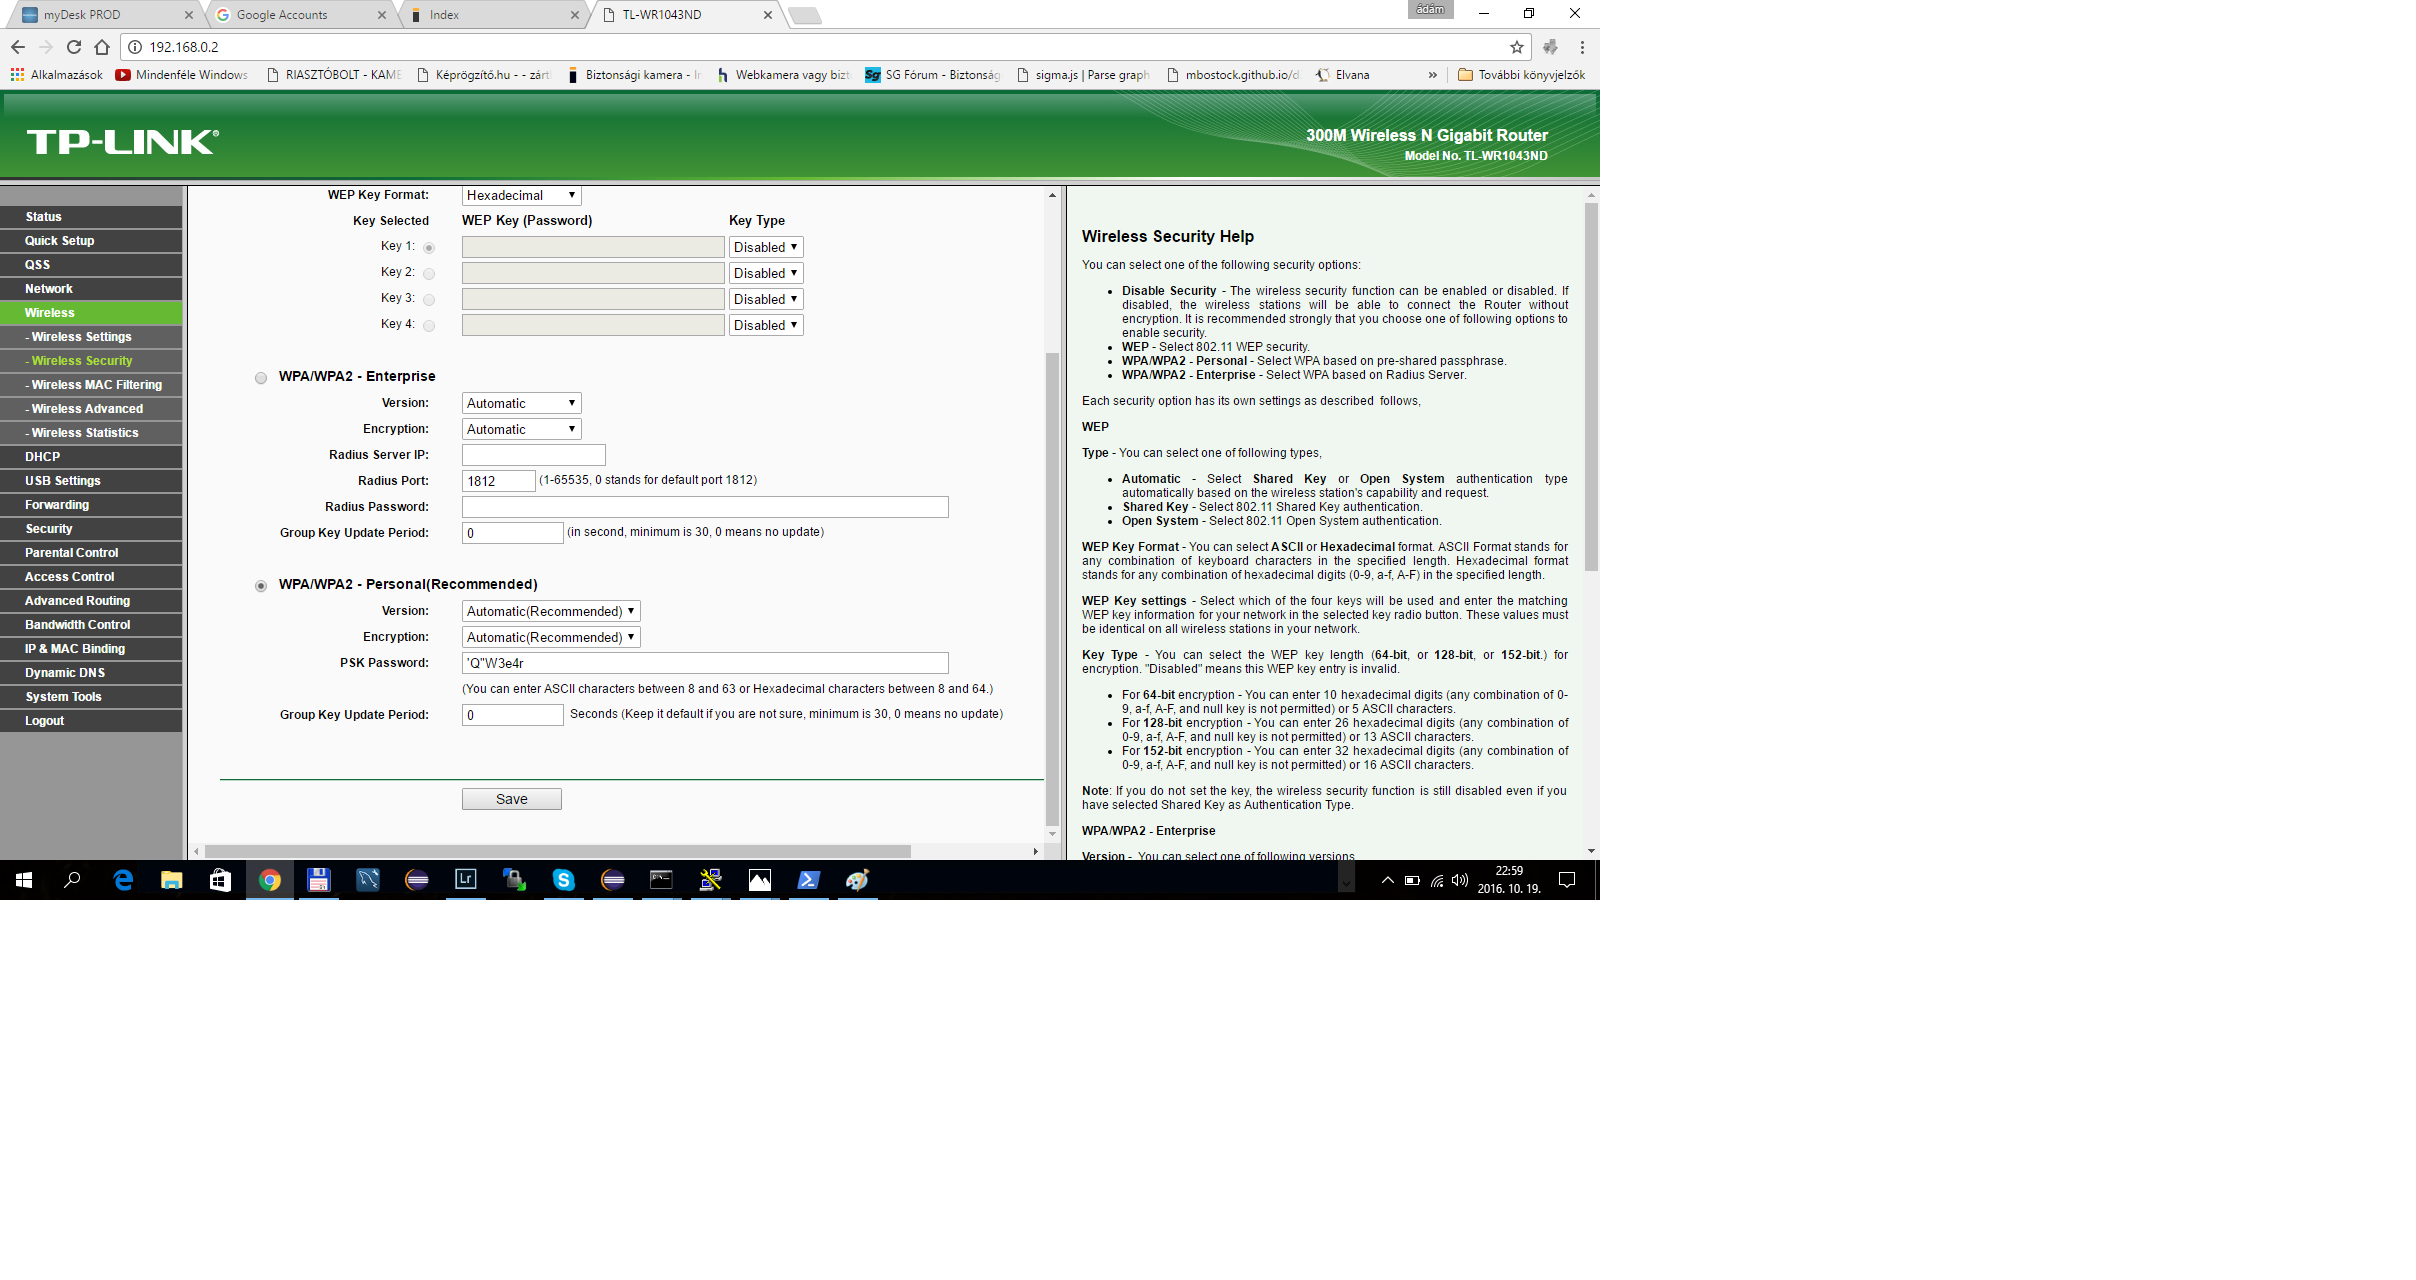 myDesk PROD
Google Accounts
Index
TL-WR1043ND
ádám
192.168.0.2
Alkalmazások
Mindenféle Windows
RIASZTÓBOLT - KAME
Képrögzítő.hu - - zárt
Biztonsági kamera - I
Webkamera vagy bizt
SG Fórum - Biztonság
sigma.js | Parse graph
mbostock.github.io/d
Elvana
»
További könyvjelzők
TP-LINK®
300M Wireless N Gigabit Router
Model No. TL-WR1043ND
Status
Quick Setup
QSS
Network
Wireless
- Wireless Settings
- Wireless Security
- Wireless MAC Filtering
- Wireless Advanced
- Wireless Statistics
DHCP
USB Settings
Forwarding
Security
Parental Control
Access Control
Advanced Routing
Bandwidth Control
IP & MAC Binding
Dynamic DNS
System Tools
Logout
WEP Key Format: Hexadecimal
Key Selected WEP Key (Password) Key Type
Key 1: Disabled
Key 2: Disabled
Key 3: Disabled
Key 4: Disabled
WPA/WPA2 - Enterprise
Version: Automatic
Encryption: Automatic
Radius Server IP:
Radius Port: 1812 (1-65535, 0 stands for default port 1812)
Radius Password:
Group Key Update Period: 0 (in second, minimum is 30, 0 means no update)
WPA/WPA2 - Personal(Recommended)
Version: Automatic(Recommended)
Encryption: Automatic(Recommended)
PSK Password: 'Q"W3e4r
(You can enter ASCII characters between 8 and 63 or Hexadecimal characters between 8 and 64.)
Group Key Update Period: 0 Seconds (Keep it default if you are not sure, minimum is 30, 0 means no update)
Save
Wireless Security Help
You can select one of the following security options:
• Disable Security - The wireless security function can be enabled or disabled. If
disabled, the wireless stations will be able to connect the Router without
encryption. It is recommended strongly that you choose one of following options to
enable security.
• WEP - Select 802.11 WEP security.
• WPA/WPA2 - Personal - Select WPA based on pre-shared passphrase.
• WPA/WPA2 - Enterprise - Select WPA based on Radius Server.
Each security option has its own settings as described follows,
WEP
Type - You can select one of following types,
• Automatic - Select Shared Key or Open System authentication type
automatically based on the wireless station's capability and request.
• Shared Key - Select 802.11 Shared Key authentication.
• Open System - Select 802.11 Open System authentication.
WEP Key Format - You can select ASCII or Hexadecimal format. ASCII Format stands for
any combination of keyboard characters in the specified length. Hexadecimal format
stands for any combination of hexadecimal digits (0-9, a-f, A-F) in the specified length.
WEP Key settings - Select which of the four keys will be used and enter the matching
WEP key information for your network in the selected key radio button. These values must
be identical on all wireless stations in your network.
Key Type - You can select the WEP key length (64-bit, or 128-bit, or 152-bit.) for
encryption. "Disabled" means this WEP key entry is invalid.
• For 64-bit encryption - You can enter 10 hexadecimal digits (any combination of 0-
9, a-f, A-F, and null key is not permitted) or 5 ASCII characters.
• For 128-bit encryption - You can enter 26 hexadecimal digits (any combination of
0-9, a-f, A-F, and null key is not permitted) or 13 ASCII characters.
• For 152-bit encryption - You can enter 32 hexadecimal digits (any combination of
0-9, a-f, A-F, and null key is not permitted) or 16 ASCII characters.
Note: If you do not set the key, the wireless security function is still disabled even if you
have selected Shared Key as Authentication Type.
WPA/WPA2 - Enterprise
Version - You can select one of following versions
Lr
22:59
2016. 10. 19.